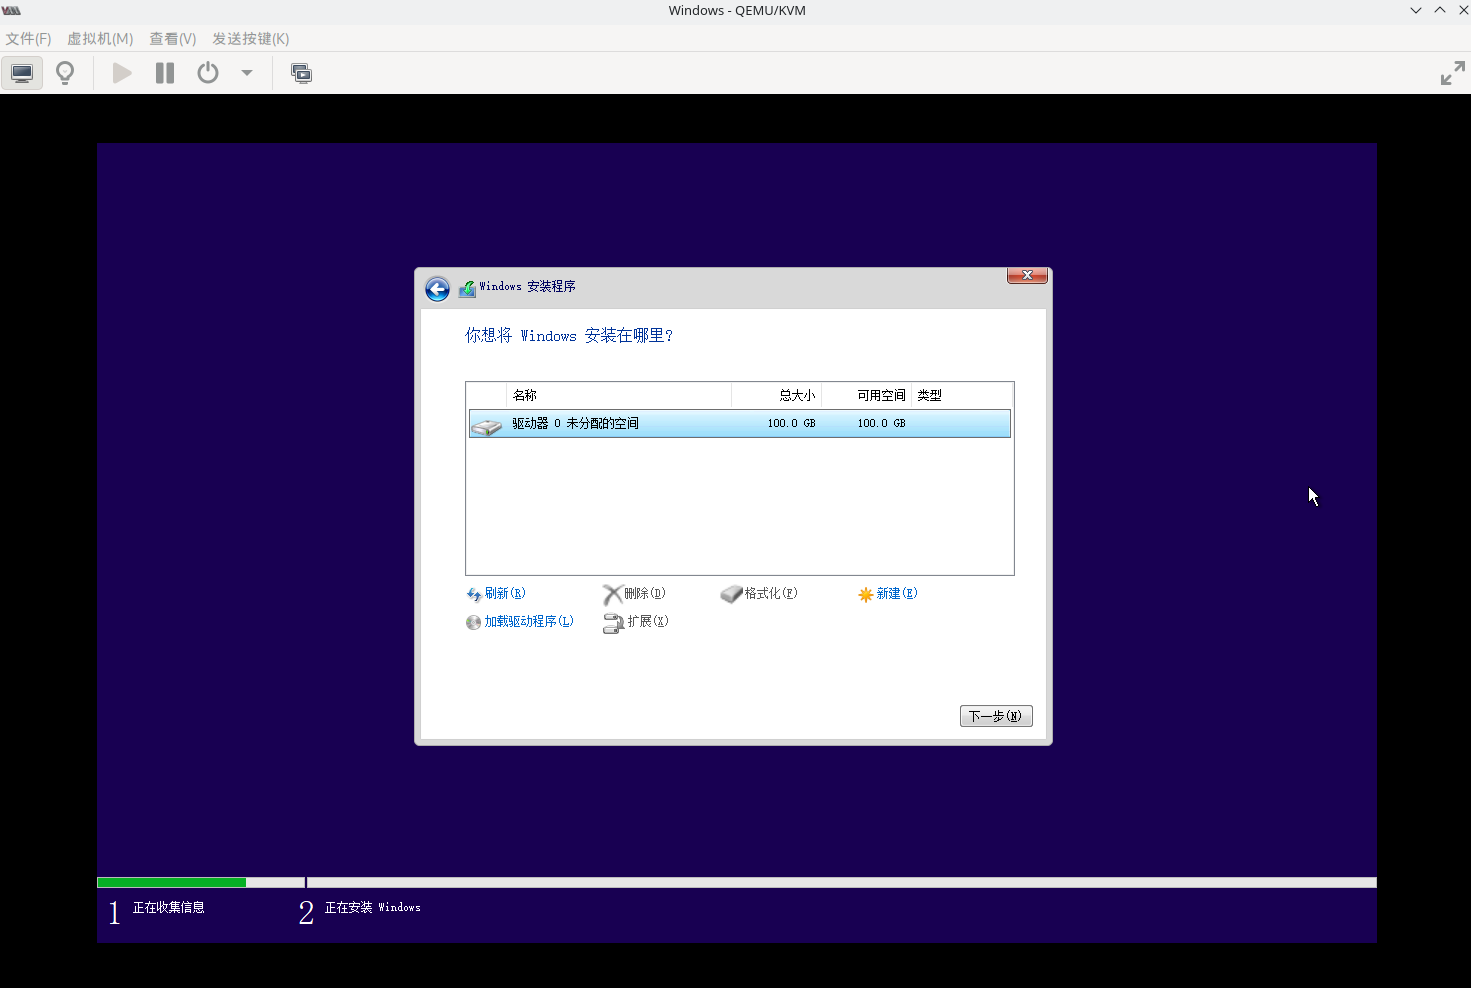 Windows - QEMU/KVM
文件(F) 虚拟机(M) 查看(V) 发送按键(K)
Windows 安装程序
你想将 Windows 安装在哪里?
名称 总大小 可用空间 类型
驱动器 0 未分配的空间 100.0 GB 100.0 GB
刷新(R) 删除(D) 格式化(F) 新建(E)
加载驱动程序(L) 扩展(X)
下一步(N)
1 正在收集信息 2 正在安装 Windows